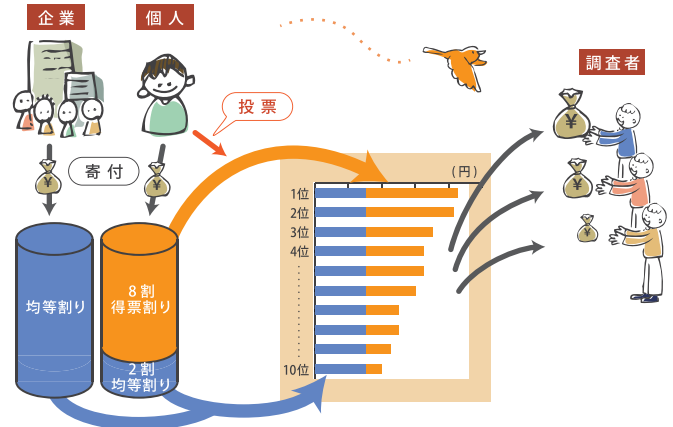 企業
個人
投票
調査者
寄付
¥
¥
¥
¥
¥
(円)
1位
2位
3位
4位
10位
均等割り
8割
得票割り
2割
均等割り